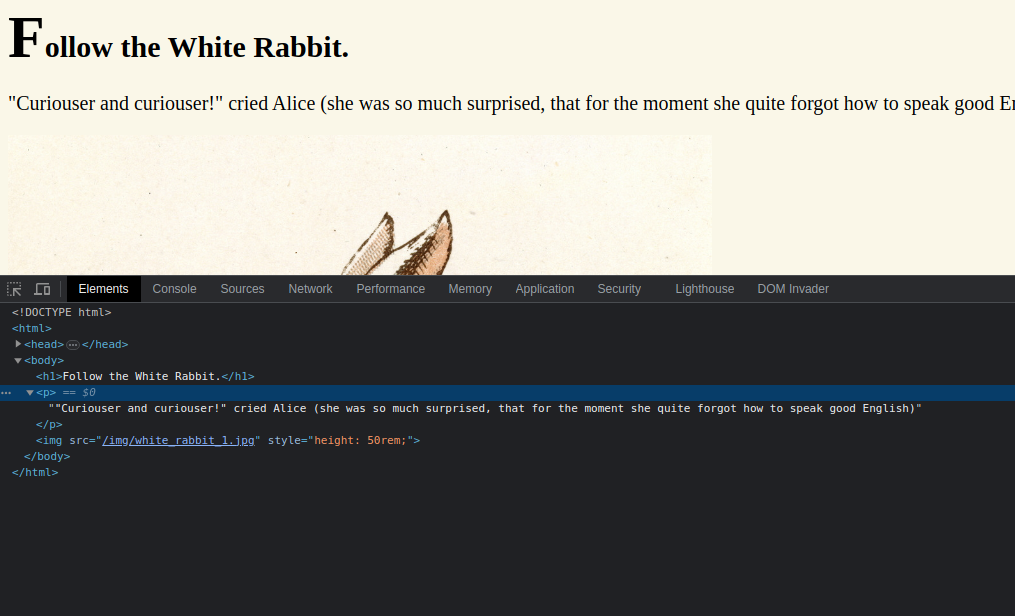 Follow the White Rabbit.
"Curiouser and curiouser!" cried Alice (she was so much surprised, that for the moment she quite forgot how to speak good
Elements Console Sources Network Performance Memory Application Security Lighthouse DOM Invader
<!DOCTYPE html>
<html>
<head>…</head>
<body>
<h1>Follow the White Rabbit.</h1>
… <p> == $0
""Curiouser and curiouser!" cried Alice (she was so much surprised, that for the moment she quite forgot how to speak good English)"
</p>
<img src="/img/white_rabbit_1.jpg" style="height: 50rem;">
</body>
</html>